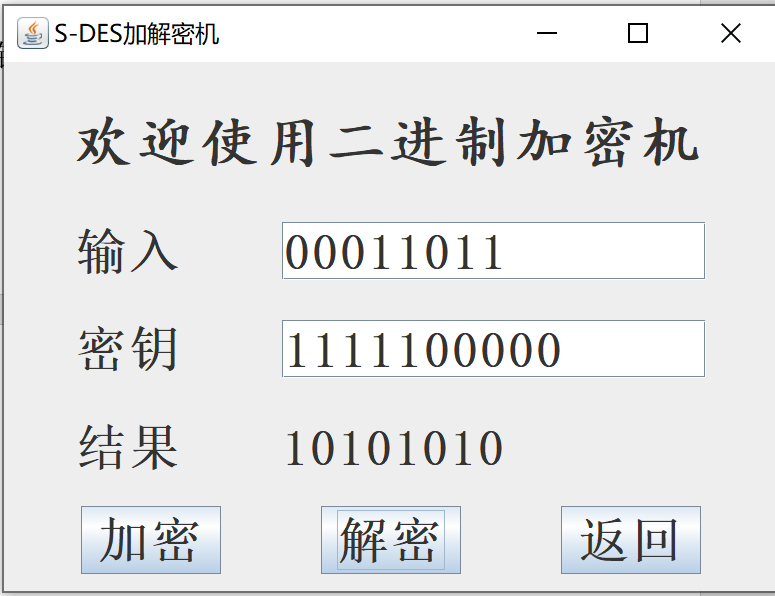 S-DES加解密机
欢迎使用二进制加密机
输入 00011011
密钥 1111100000
结果 10101010
加密 解密 返回